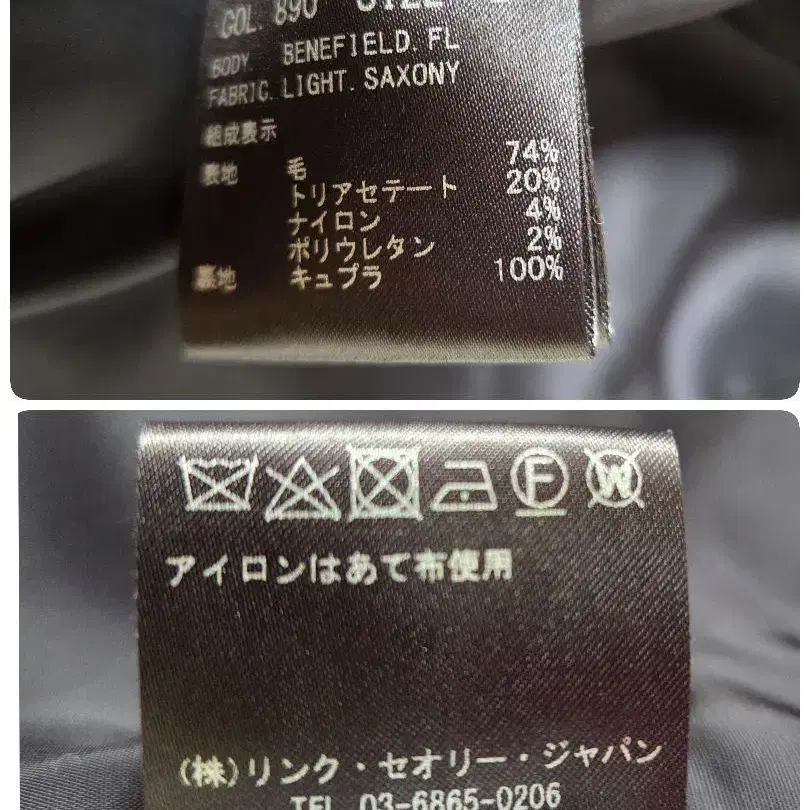 COL. 890 SIZE
BODY. BENEFIELD. FL
FABRIC. LIGHT. SAXONY
組成表示
表地 毛 74%
トリアセテート 20%
ナイロン 4%
ポリウレタン 2%
裏地 キュプラ 100%
F W
アイロンはあて布使用
(株)リンク・セオリー・ジャパン
TEL 03-6865-0206